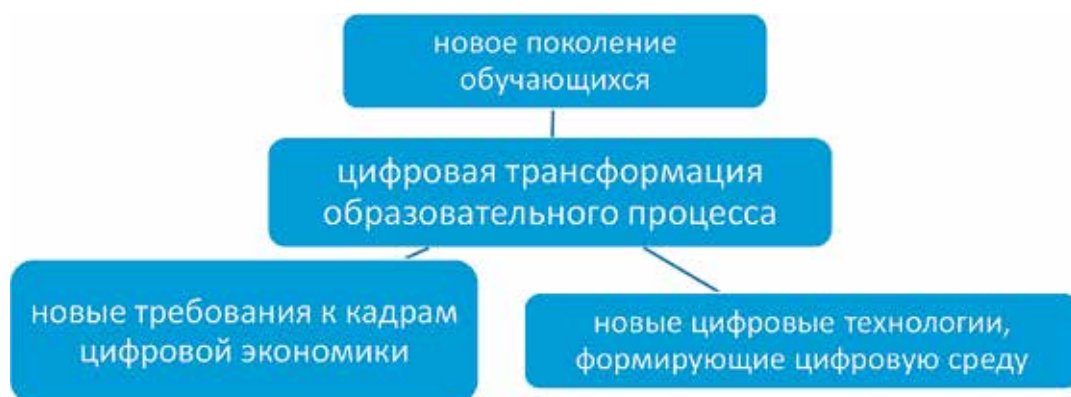 новое поколение
обучающихся
цифровая трансформация
образовательного процесса
новые требования к кадрам
цифровой экономики
новые цифровые технологии,
формирующие цифровую среду